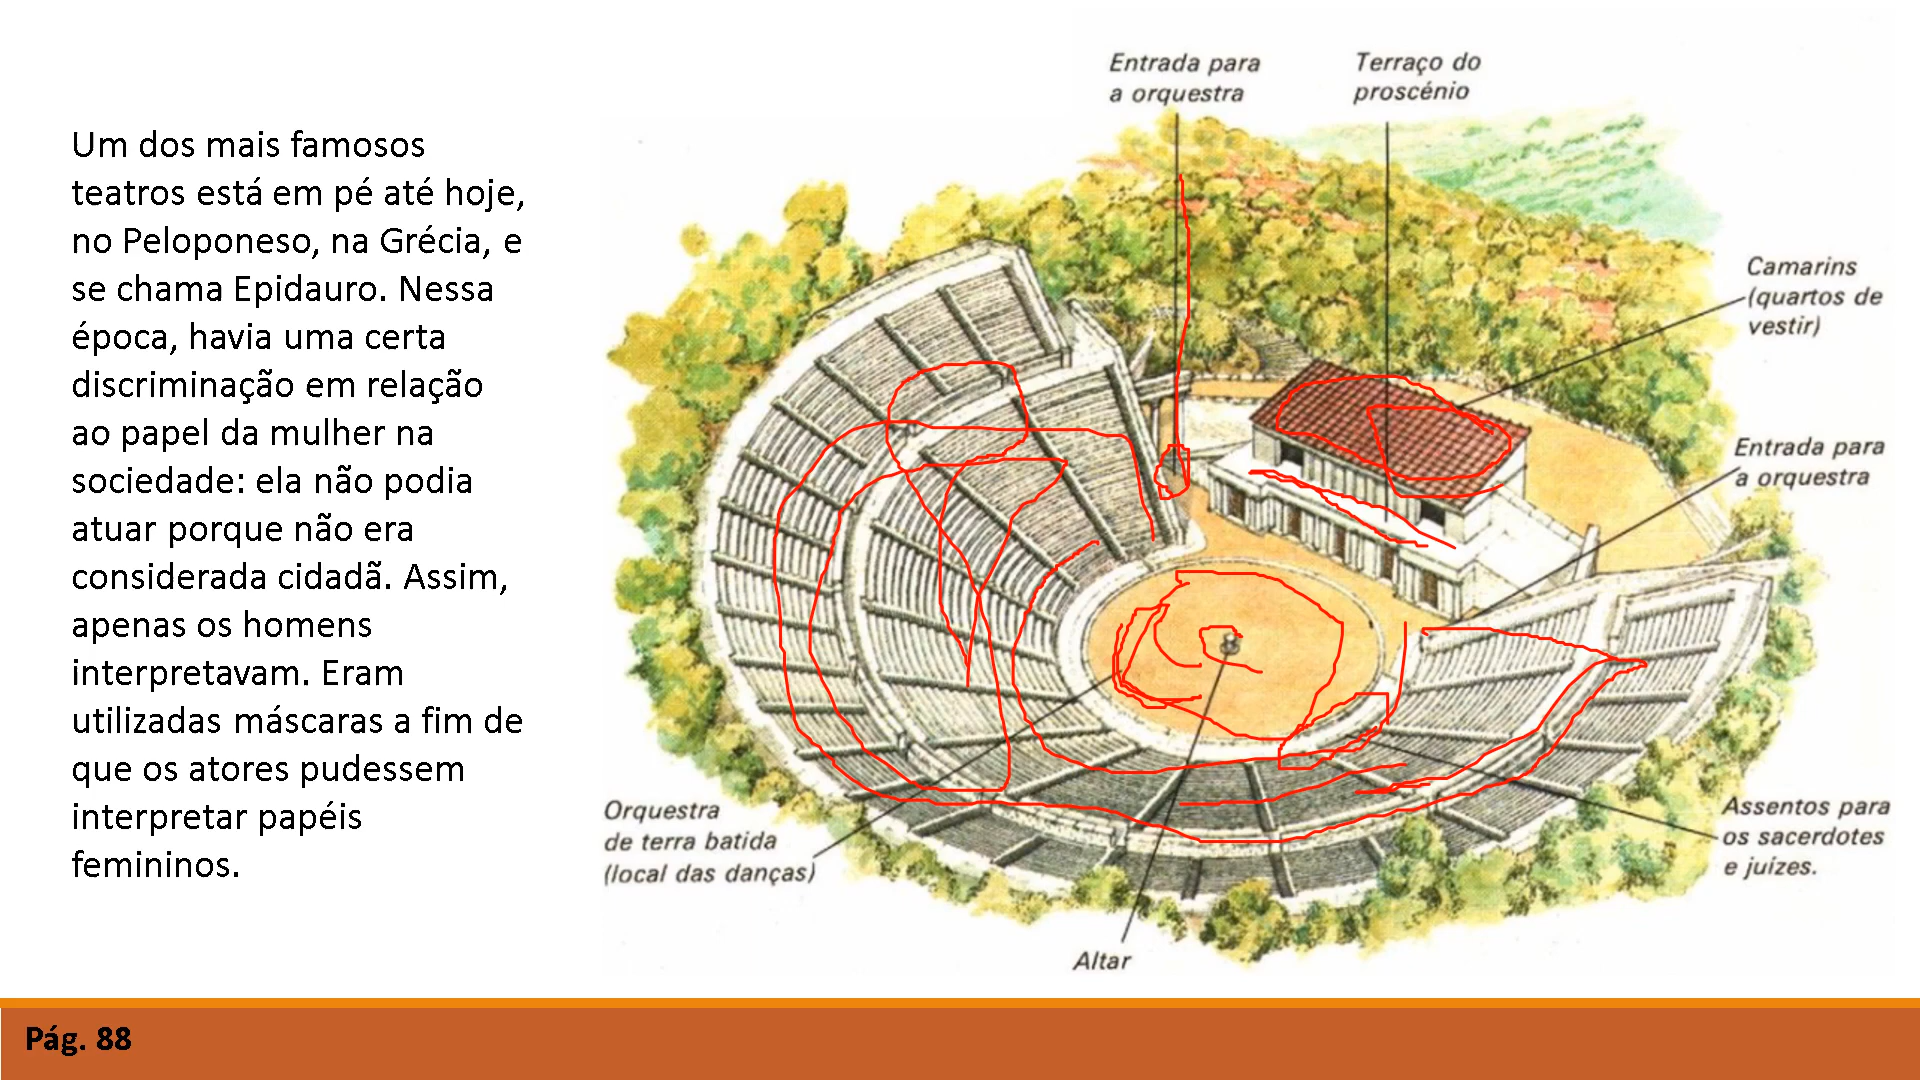 Um dos mais famosos
teatros está em pé até hoje,
no Peloponeso, na Grécia, e
se chama Epidauro. Nessa
época, havia uma certa
discriminação em relação
ao papel da mulher na
sociedade: ela não podia
atuar porque não era
considerada cidadã. Assim,
apenas os homens
interpretavam. Eram
utilizadas máscaras a fim de
que os atores pudessem
interpretar papéis
femininos.
Entrada para
a orquestra
Terraço do
proscénio
Camarins
(quartos de
vestir)
Entrada para
a orquestra
Orquestra
de terra batida
(local das danças)
Assentos para
os sacerdotes
e juízes.
Altar
Pág. 88